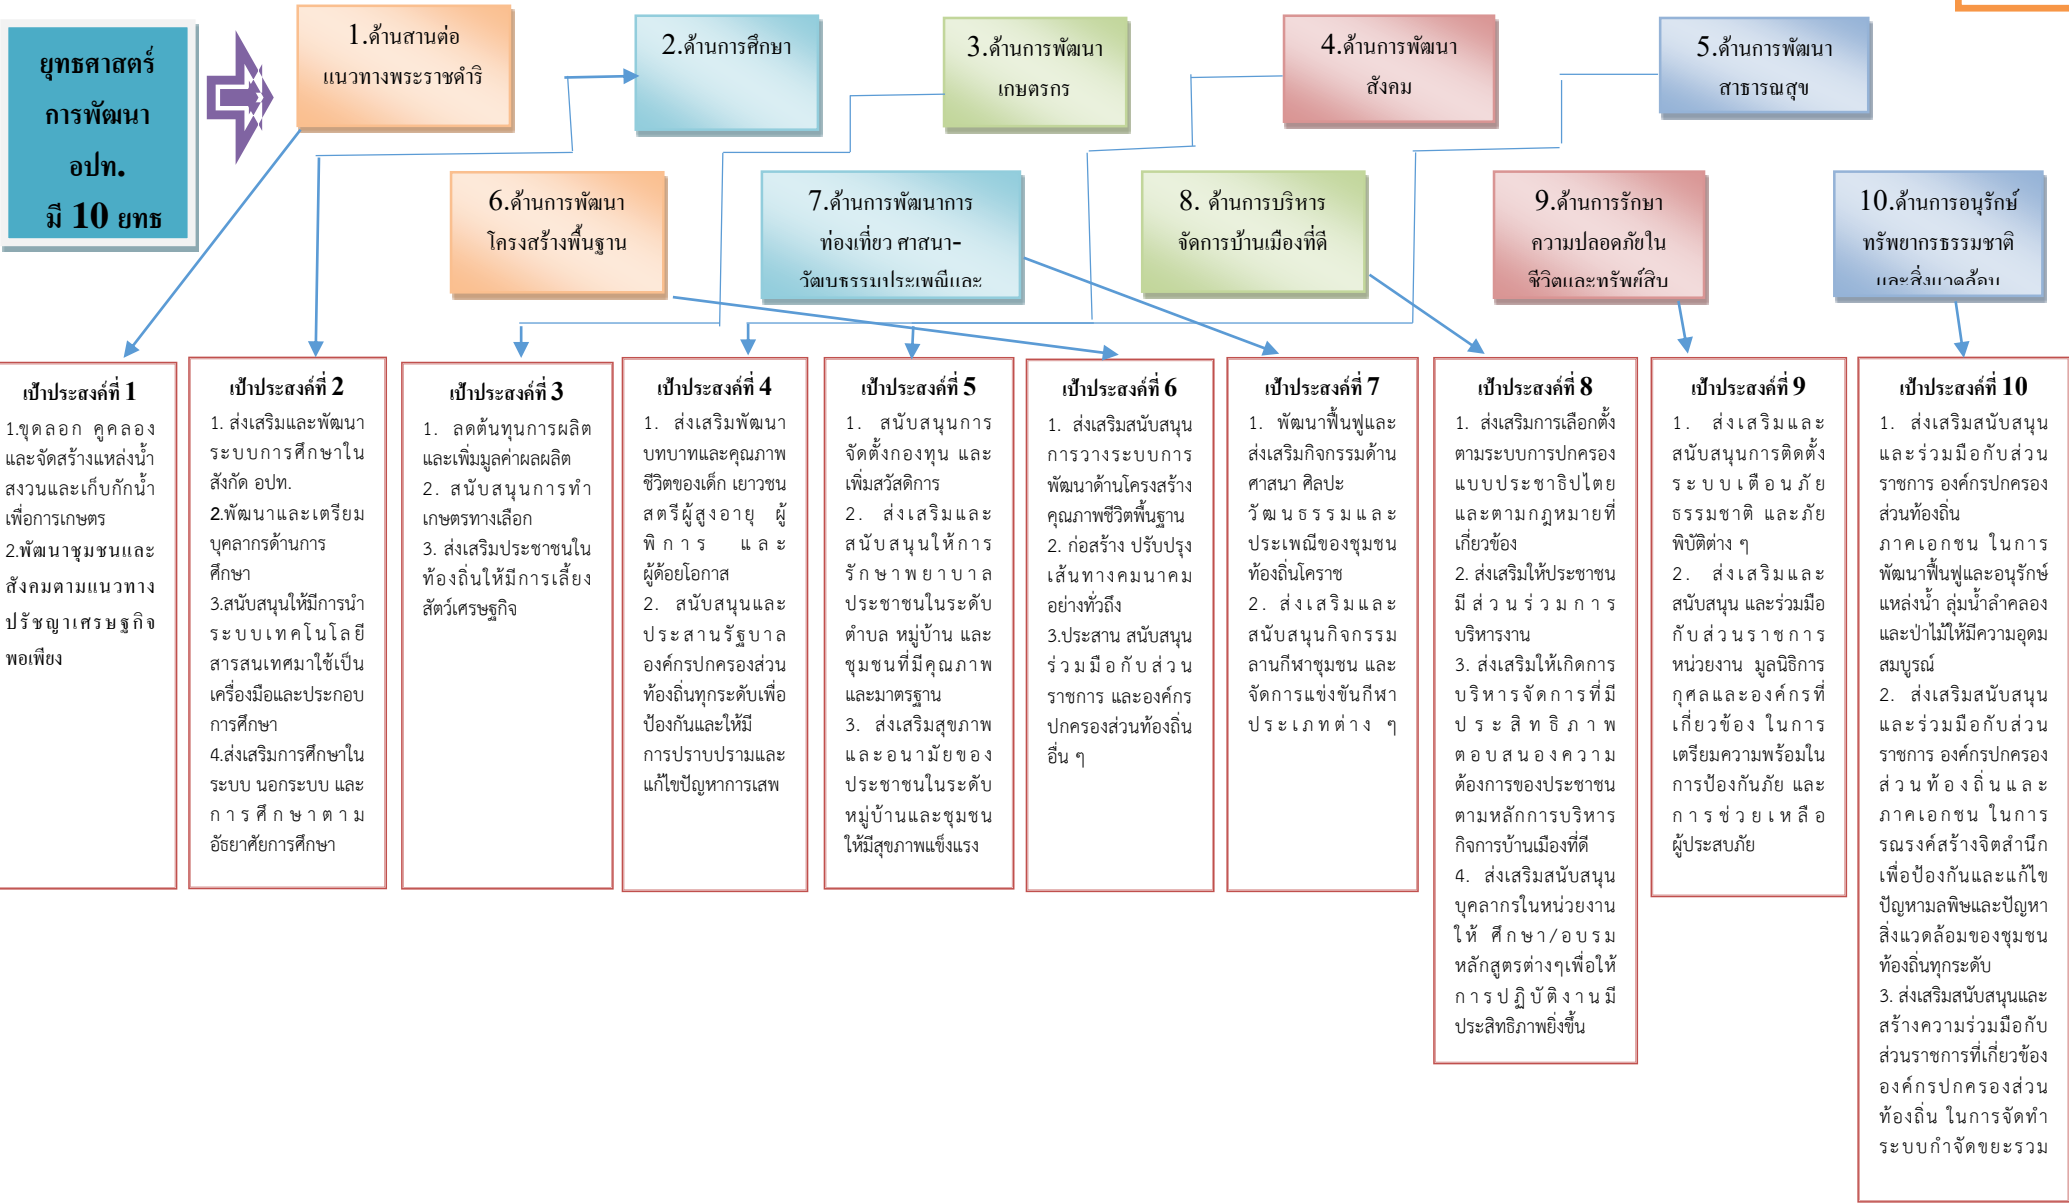 ยุทธศาสตร์
การพัฒนา
อปท.
มี 10 ยุทธ
1.ด้านสานต่อ
แนวทางพระราชดำริ
2.ด้านการศึกษา
3.ด้านการพัฒนา
เกษตรกร
4.ด้านการพัฒนา
สังคม
5.ด้านการพัฒนา
สาธารณสุข
6.ด้านการพัฒนา
โครงสร้างพื้นฐาน
7.ด้านการพัฒนาการ
ท่องเที่ยว ศาสนา-
วัฒนธรรมประเพณีและ
8. ด้านการบริหาร
จัดการบ้านเมืองที่ดี
9.ด้านการรักษา
ความปลอดภัยใน
ชีวิตและทรัพย์สิน
10.ด้านการอนุรักษ์
ทรัพยากรธรรมชาติ
และสิ่งแวดล้อม
เป้าประสงค์ที่ 1
1.ขุดลอก คูคลอง
และจัดสร้างแหล่งน้ำ
สงวนและเก็บกักน้ำ
เพื่อการเกษตร
2.พัฒนาชุมชนและ
สังคมตามแนวทาง
ปรัชญาเศรษฐกิจ
พอเพียง
เป้าประสงค์ที่ 2
1. ส่งเสริมและพัฒนา
ระบบการศึกษาใน
สังกัด อปท.
2.พัฒนาและเตรียม
บุคลากรด้านการ
ศึกษา
3.สนับสนุนให้มีการนำ
ระบบเทคโนโลยี
สารสนเทศมาใช้เป็น
เครื่องมือและประกอบ
การศึกษา
4.ส่งเสริมการศึกษาใน
ระบบ นอกระบบ และ
การศึกษาตาม
อัธยาศัยการศึกษา
เป้าประสงค์ที่ 3
1. ลดต้นทุนการผลิต
และเพิ่มมูลค่าผลผลิต
2. สนับสนุนการทำ
เกษตรทางเลือก
3. ส่งเสริมประชาชนใน
ท้องถิ่นให้มีการเลี้ยง
สัตว์เศรษฐกิจ
เป้าประสงค์ที่ 4
1. ส่งเสริมพัฒนา
บทบาทและคุณภาพ
ชีวิตของเด็ก เยาวชน
สตรีผู้สูงอายุ ผู้
พิการ และ
ผู้ด้อยโอกาส
2. สนับสนุนและ
ประสานรัฐบาล
องค์กรปกครองส่วน
ท้องถิ่นทุกระดับเพื่อ
ป้องกันและให้มี
การปราบปรามและ
แก้ไขปัญหาการเสพ
เป้าประสงค์ที่ 5
1. สนับสนุนการ
จัดตั้งกองทุน และ
เพิ่มสวัสดิการ
2. ส่งเสริมและ
สนับสนุนให้การ
รักษาพยาบาล
ประชาชนในระดับ
ตำบล หมู่บ้าน และ
ชุมชนที่มีคุณภาพ
และมาตรฐาน
3. ส่งเสริมสุขภาพ
และอนามัยของ
ประชาชนในระดับ
หมู่บ้านและชุมชน
ให้มีสุขภาพแข็งแรง
เป้าประสงค์ที่ 6
1. ส่งเสริมสนับสนุน
การวางระบบการ
พัฒนาด้านโครงสร้าง
คุณภาพชีวิตพื้นฐาน
2. ก่อสร้าง ปรับปรุง
เส้นทางคมนาคม
อย่างทั่วถึง
3.ประสาน สนับสนุน
ร่วมมือกับส่วน
ราชการ และองค์กร
ปกครองส่วนท้องถิ่น
อื่น ๆ
เป้าประสงค์ที่ 7
1. พัฒนาฟื้นฟูและ
ส่งเสริมกิจกรรมด้าน
ศาสนา ศิลปะ
วัฒนธรรมและ
ประเพณีของชุมชน
ท้องถิ่นโคราช
2. ส่งเสริมและ
สนับสนุนกิจกรรม
ลานกีฬาชุมชน และ
จัดการแข่งขันกีฬา
ประเภทต่าง ๆ
เป้าประสงค์ที่ 8
1. ส่งเสริมการเลือกตั้ง
ตามระบบการปกครอง
แบบประชาธิปไตย
และตามกฎหมายที่
เกี่ยวข้อง
2. ส่งเสริมให้ประชาชน
มีส่วนร่วมการ
บริหารงาน
3. ส่งเสริมให้เกิดการ
บริหารจัดการที่มี
ประสิทธิภาพ
ตอบสนองความ
ต้องการของประชาชน
ตามหลักการบริหาร
กิจการบ้านเมืองที่ดี
4. ส่งเสริมสนับสนุน
บุคลากรในหน่วยงาน
ให้ ศึกษา/อบรม
หลักสูตรต่างๆเพื่อให้
การปฏิบัติงานมี
ประสิทธิภาพยิ่งขึ้น
เป้าประสงค์ที่ 9
1. ส่งเสริมและ
สนับสนุนการติดตั้ง
ระบบเตือนภัย
ธรรมชาติ และภัย
พิบัติต่าง ๆ
2. ส่งเสริมและ
สนับสนุน และร่วมมือ
กับส่วนราชการ
หน่วยงาน มูลนิธิการ
กุศลและองค์กรที่
เกี่ยวข้อง ในการ
เตรียมความพร้อมใน
การป้องกันภัย และ
การช่วยเหลือ
ผู้ประสบภัย
เป้าประสงค์ที่ 10
1. ส่งเสริมสนับสนุน
และร่วมมือกับส่วน
ราชการ องค์กรปกครอง
ส่วนท้องถิ่น
ภาคเอกชน ในการ
พัฒนาฟื้นฟูและอนุรักษ์
แหล่งน้ำ ลุ่มน้ำลำคลอง
และป่าไม้ให้มีความอุดม
สมบูรณ์
2. ส่งเสริมสนับสนุน
และร่วมมือกับส่วน
ราชการ องค์กรปกครอง
ส่วนท้องถิ่นและ
ภาคเอกชน ในการ
รณรงค์สร้างจิตสำนึก
เพื่อป้องกันและแก้ไข
ปัญหามลพิษและปัญหา
สิ่งแวดล้อมของชุมชน
ท้องถิ่นทุกระดับ
3. ส่งเสริมสนับสนุนและ
สร้างความร่วมมือกับ
ส่วนราชการที่เกี่ยวข้อง
องค์กรปกครองส่วน
ท้องถิ่น ในการจัดทำ
ระบบกำจัดขยะรวม